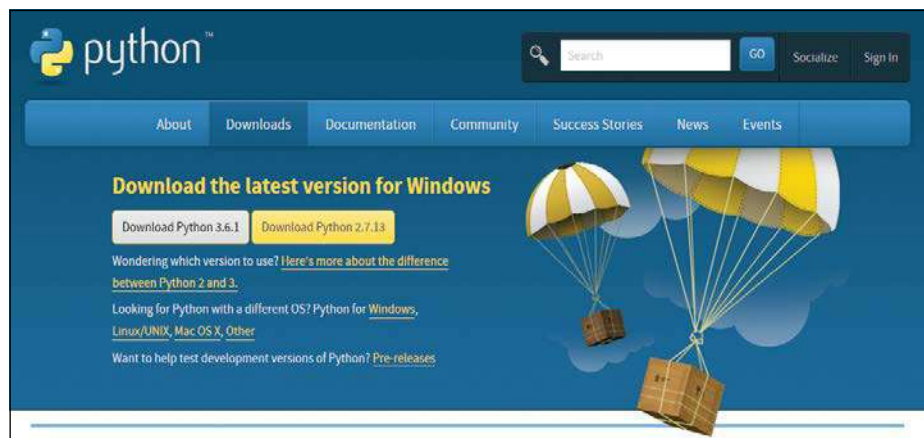 python™
Search
GO
Socialize
Sign In
About
Downloads
Documentation
Community
Success Stories
News
Events
Download the latest version for Windows
Download Python 3.6.1
Download Python 2.7.13
Wondering which version to use? Here's more about the difference
between Python 2 and 3.
Looking for Python with a different OS? Python for Windows,
Linux/UNIX, Mac OS X, Other
Want to help test development versions of Python? Pre-releases